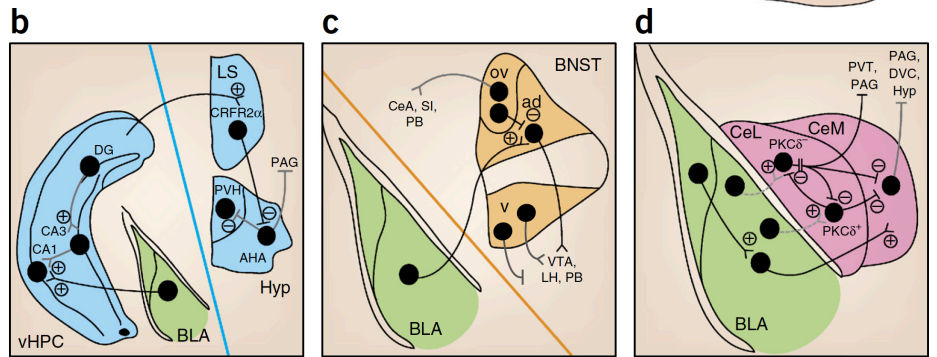 b
LS
⊕
CRFR2α
DG
PAG
PVH
⊖
⊖
⊕
CA3
CA1
⊕
⊕
AHA
Hyp
BLA
vHPC
c
BNST
ov
CeA, SI,
PB
ad
⊖
⊕
v
VTA,
LH, PB
BLA
d
PVT,
PAG
PAG,
DVC,
Hyp
CeL
CeM
PKCδ⁻
⊕
⊖
⊖
⊖
⊖
⊕
PKCδ⁺
⊕
⊕
BLA